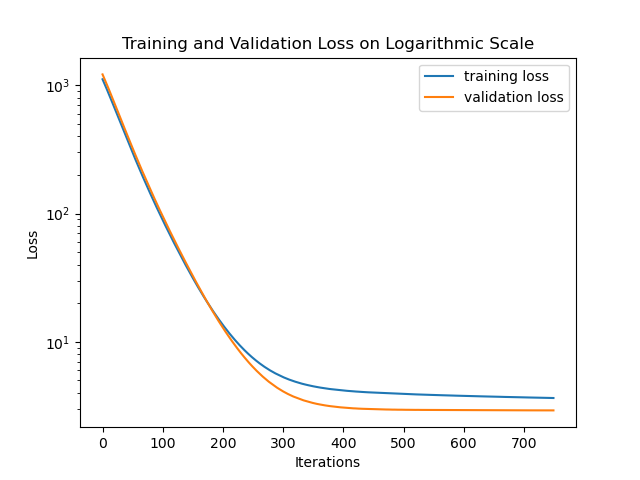 Training and Validation Loss on Logarithmic Scale
training loss
validation loss
10³
10²
10¹
Loss
0 100 200 300 400 500 600 700
Iterations